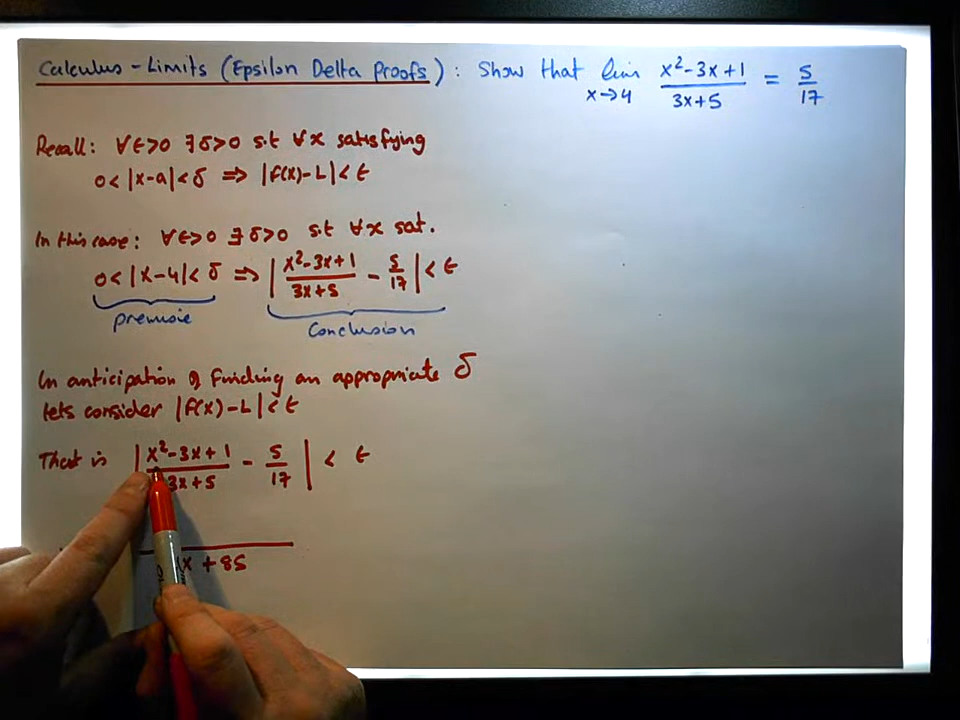 Calculus - Limits (Epsilon Delta Proofs) : Show that lim x→4 x²-3x+1 / 3x+5 = 5/17
Recall: ∀ε>0 ∃δ>0 s.t ∀x satisfying
0<|x-a|<δ ⇒ |f(x)-L|<ε
In this case: ∀ε>0 ∃δ>0 s.t ∀x sat.
0<|x-4|<δ ⇒ | x²-3x+1 / 3x+5 - 5/17 | < ε
premise conclusion
In anticipation of finding an appropriate δ
lets consider |f(x)-L|<ε
That is | x²-3x+1 / 3x+5 - 5/17 | < ε
x + 85